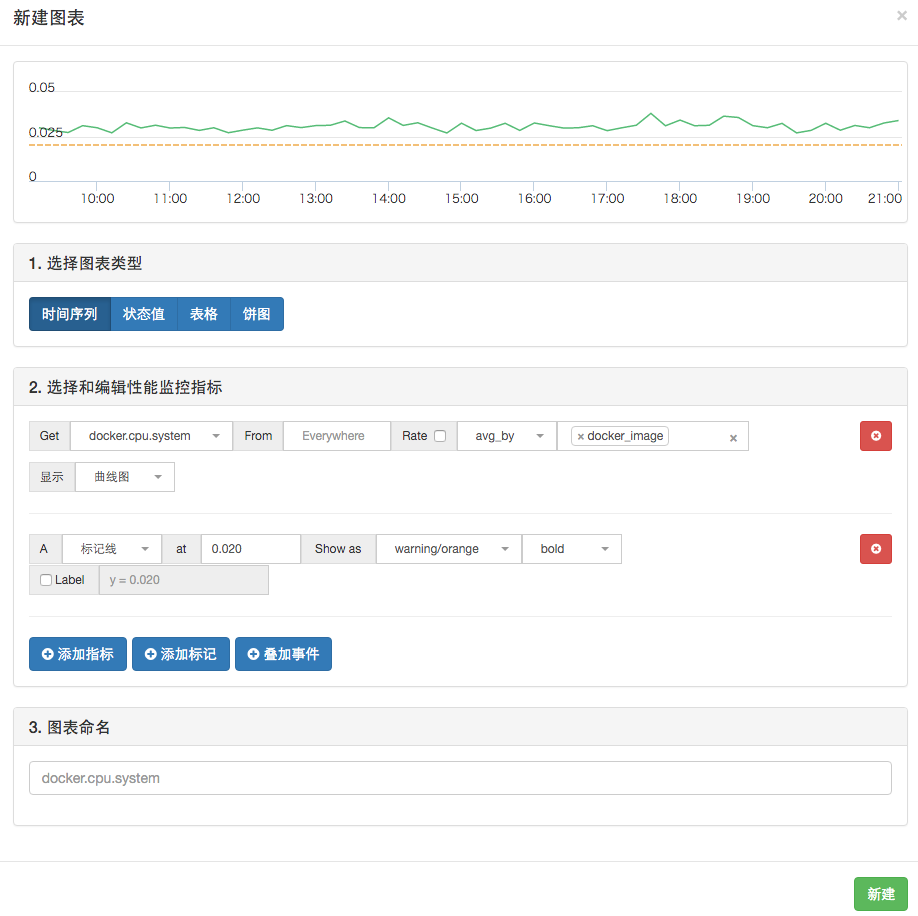 新建图表 ×
0.05
0.025
0
10:00 11:00 12:00 13:00 14:00 15:00 16:00 17:00 18:00 19:00 20:00 21:00
1. 选择图表类型
时间序列 状态值 表格 饼图
2. 选择和编辑性能监控指标
Get docker.cpu.system From Everywhere Rate avg_by × docker_image ×
显示 曲线图
A 标记线 at 0.020 Show as warning/orange bold
Label y = 0.020
添加指标 添加标记 叠加事件
3. 图表命名
docker.cpu.system
新建